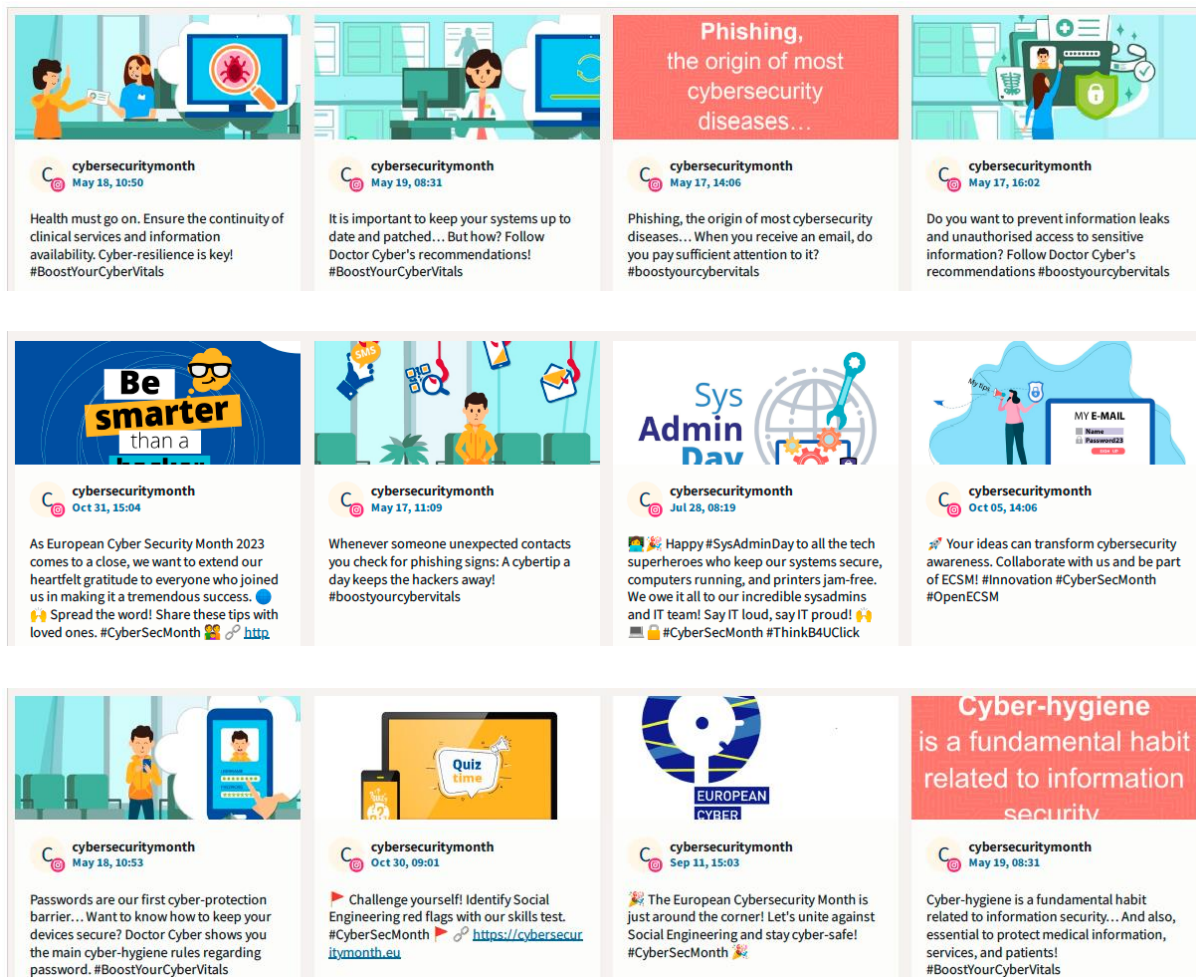 Phishing,
the origin of most
cybersecurity
diseases...
cybersecuritymonth
May 18, 10:50
Health must go on. Ensure the continuity of
clinical services and information
availability. Cyber-resilience is key!
#BoostYourCyberVitals
cybersecuritymonth
May 19, 08:31
It is important to keep your systems up to
date and patched... But how? Follow
Doctor Cyber's recommendations!
#BoostYourCyberVitals
cybersecuritymonth
May 17, 14:06
Phishing, the origin of most cybersecurity
diseases... When you receive an email, do
you pay sufficient attention to it?
#boostyourcybervitals
cybersecuritymonth
May 17, 16:02
Do you want to prevent information leaks
and unauthorised access to sensitive
information? Follow Doctor Cyber's
recommendations #boostyourcybervitals
Be
smarter
than a
hacker
SMS
Sys
Admin
Day
My tips
MY E-MAIL
Name
Password23
SIGN UP
cybersecuritymonth
Oct 31, 15:04
As European Cyber Security Month 2023
comes to a close, we want to extend our
heartfelt gratitude to everyone who joined
us in making it a tremendous success. 🔵
🙌 Spread the word! Share these tips with
loved ones. #CyberSecMonth 👨‍👩‍👧 🔗 http
cybersecuritymonth
May 17, 11:09
Whenever someone unexpected contacts
you check for phishing signs: A cybertip a
day keeps the hackers away!
#boostyourcybervitals
cybersecuritymonth
Jul 28, 08:19
👩‍💻 🎉 Happy #SysAdminDay to all the tech
superheroes who keep our systems secure,
computers running, and printers jam-free.
We owe it all to our incredible sysadmins
and IT team! Say IT loud, say IT proud! 🙌
💻 🔒 #CyberSecMonth #ThinkB4UClick
cybersecuritymonth
Oct 05, 14:06
🚀 Your ideas can transform cybersecurity
awareness. Collaborate with us and be part
of ECSM! #Innovation #CyberSecMonth
#OpenECSM
Quiz
time
EUROPEAN
CYBER
Cyber-hygiene
is a fundamental habit
related to information
security
cybersecuritymonth
May 18, 10:53
Passwords are our first cyber-protection
barrier... Want to know how to keep your
devices secure? Doctor Cyber shows you
the main cyber-hygiene rules regarding
password. #BoostYourCyberVitals
cybersecuritymonth
Oct 30, 09:01
🚩 Challenge yourself! Identify Social
Engineering red flags with our skills test.
#CyberSecMonth 🚩 🔗 https://cybersecur
itymonth.eu
cybersecuritymonth
Sep 11, 15:03
🎉 The European Cybersecurity Month is
just around the corner! Let's unite against
Social Engineering and stay cyber-safe!
#CyberSecMonth 🎉
cybersecuritymonth
May 19, 08:31
Cyber-hygiene is a fundamental habit
related to information security... And also,
essential to protect medical information,
services, and patients!
#BoostYourCyberVitals